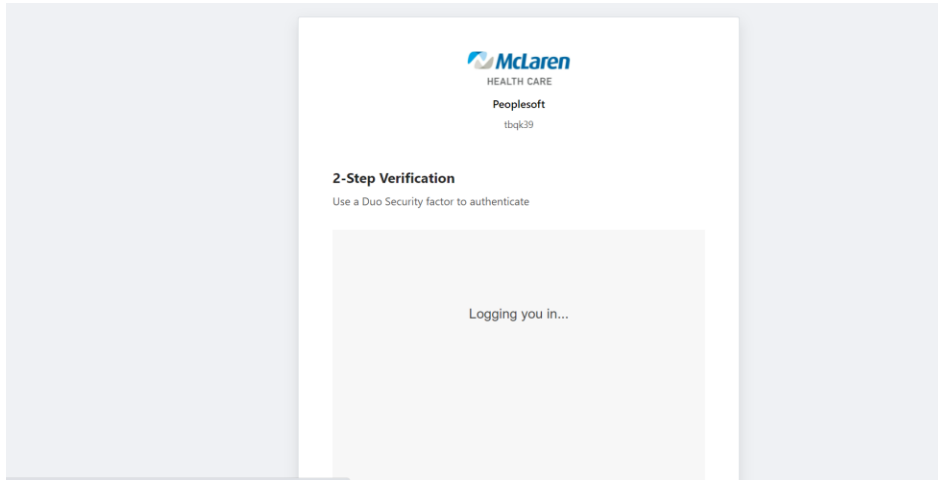 McLaren
HEALTH CARE
Peoplesoft
tbqk39
2-Step Verification
Use a Duo Security factor to authenticate
Logging you in...